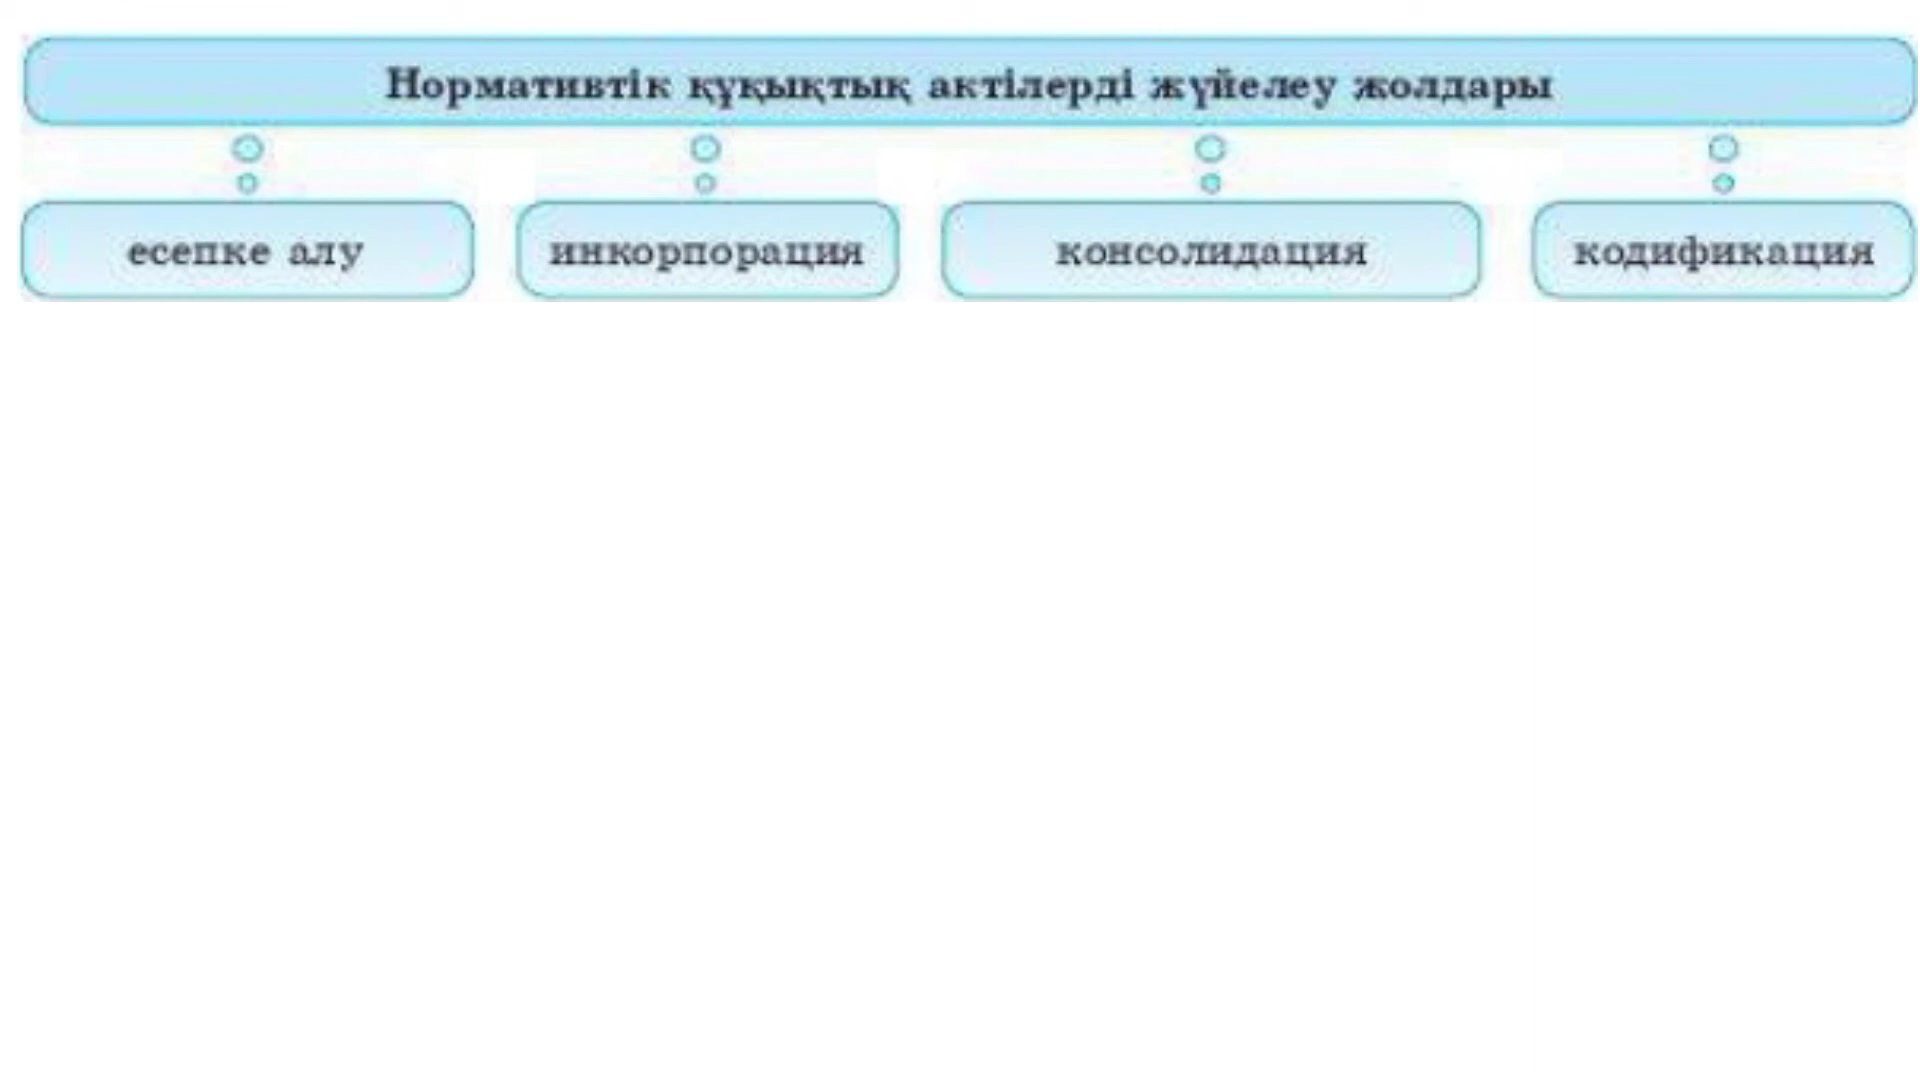 Нормативтік құқықтық актілерді жүйелеу жолдары
есепке алу
инкорпорация
консолидация
кодификация